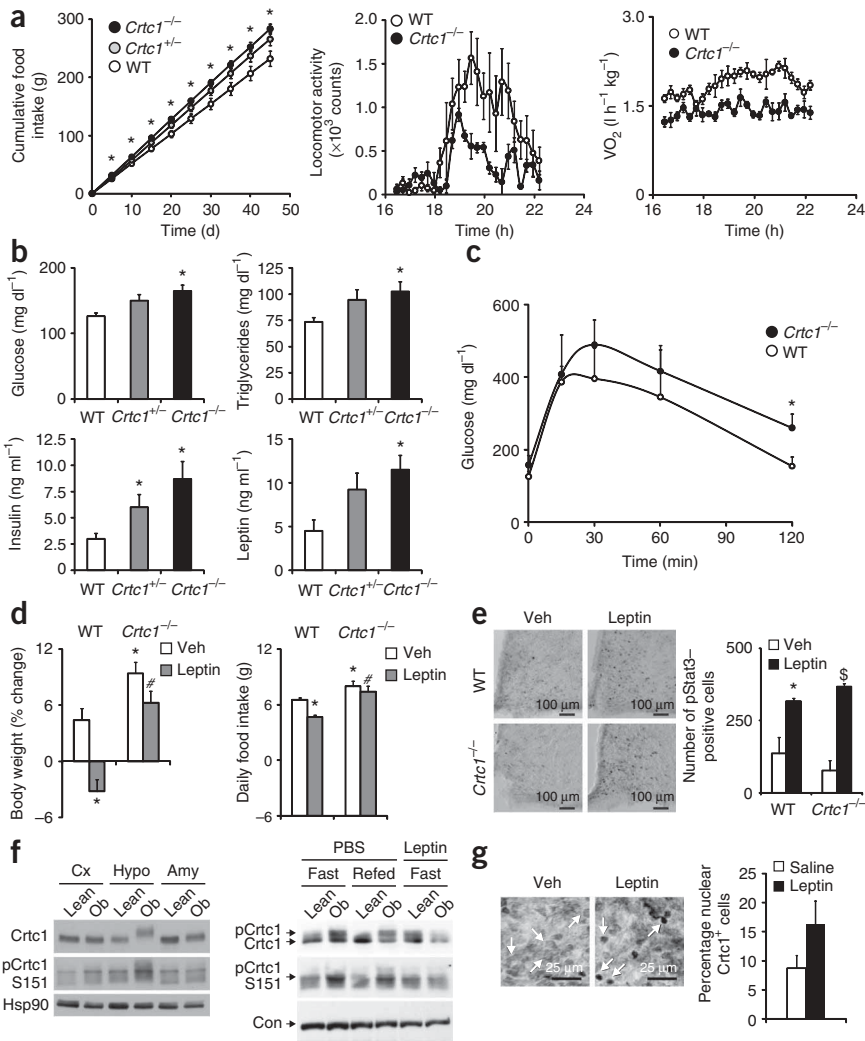 a
Cumulative food
intake (g)
300
200
100
0
0 10 20 30 40 50
Time (d)
Crtc1–/–
Crtc1+/–
WT
* * * * * * * * *
Locomotor activity
(×10³ counts)
2.0
1.5
1.0
0.5
0
16 18 20 22 24
Time (h)
WT
Crtc1–/–
VO₂ (l h–1 kg–1)
3.0
1.5
0
16 18 20 22 24
Time (h)
WT
Crtc1–/–
b
Glucose (mg dl–1)
200
150
100
50
0
*
WT Crtc1+/– Crtc1–/–
Triglycerides (mg dl–1)
125
100
75
50
25
0
*
WT Crtc1+/– Crtc1–/–
Insulin (ng ml–1)
12.5
10.0
7.5
5.0
2.5
0
* *
WT Crtc1+/– Crtc1–/–
Leptin (ng ml–1)
15
10
5
0
*
WT Crtc1+/– Crtc1–/–
c
Glucose (mg dl–1)
600
400
200
0
0 30 60 90 120
Time (min)
Crtc1–/–
WT
*
d
WT Crtc1–/–
Veh
Leptin
Body weight (% change)
12
6
0
–6
* * #
WT Crtc1–/–
Veh
Leptin
Daily food intake (g)
12
6
0
–6
* * #
e
Veh Leptin
WT
100 µm 100 µm
Crtc1–/–
100 µm 100 µm
Number of pStat3–
positive cells
500
250
0
Veh
Leptin
* $
WT Crtc1–/–
f
Cx Hypo Amy
Lean Ob Lean Ob Lean Ob
Crtc1
pCrtc1
S151
Hsp90
PBS Leptin
Fast Refed Fast
Lean Ob Lean Ob Lean Ob
pCrtc1
Crtc1
pCrtc1
S151
Con
g
Veh Leptin
25 µm 25 µm
Percentage nuclear
Crtc1+ cells
25
20
15
10
5
0
Saline
Leptin